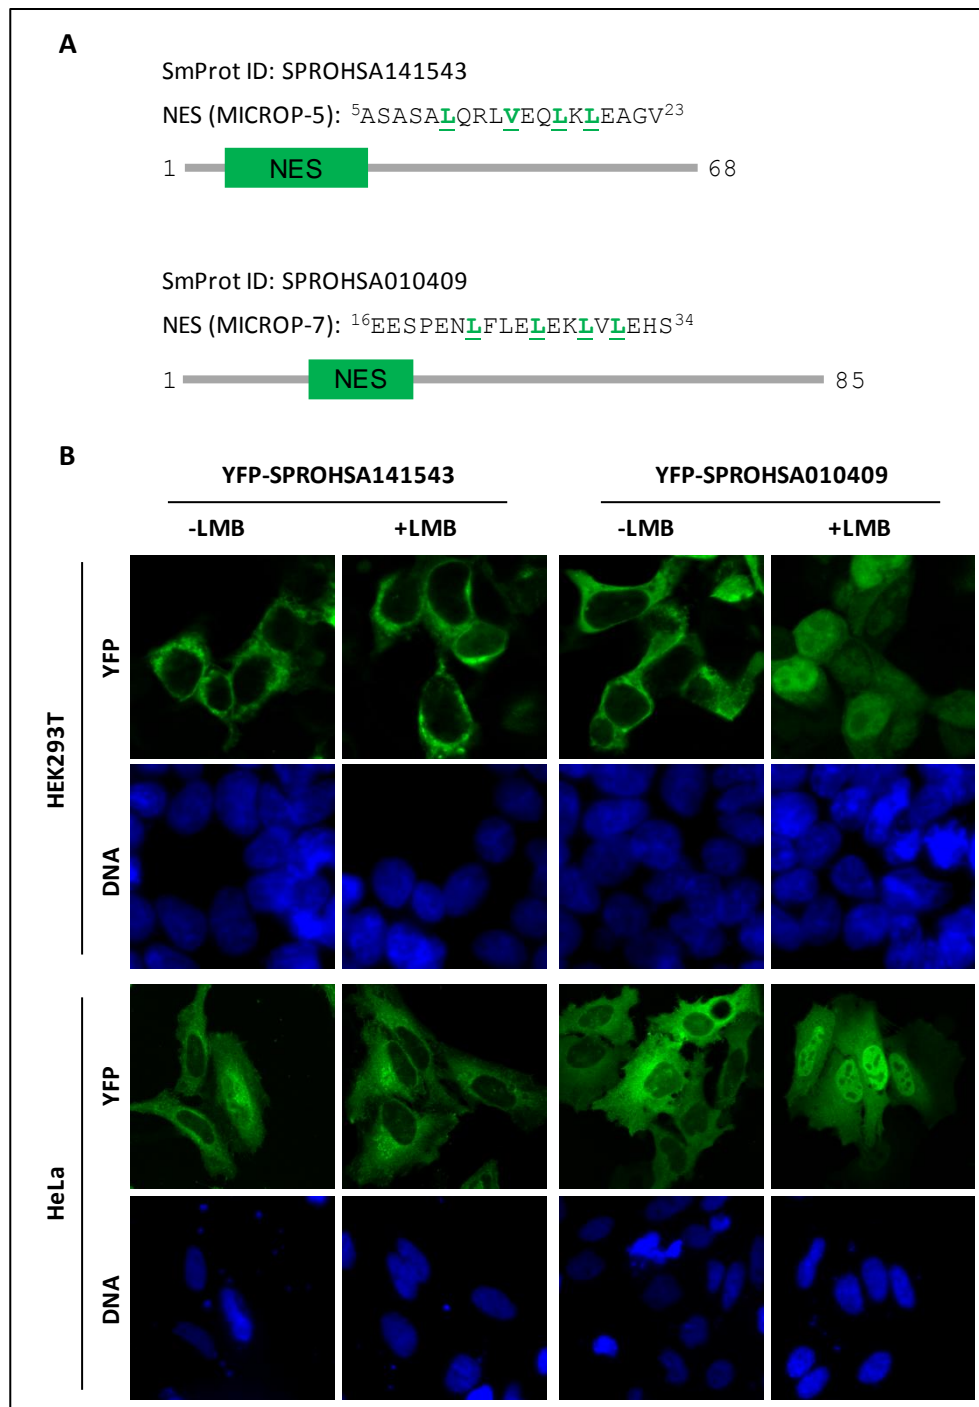 A
SmProt ID: SPROHSA141543
NES (MICROP-5): ⁵ASASALQRLVEQLKLEAGV²³
1 NES 68
SmProt ID: SPROHSA010409
NES (MICROP-7): ¹⁶EESPENLFLELEKLVLEHS³⁴
1 NES 85
B
YFP-SPROHSA141543 YFP-SPROHSA010409
-LMB +LMB -LMB +LMB
HEK293T
YFP
DNA
HeLa
YFP
DNA